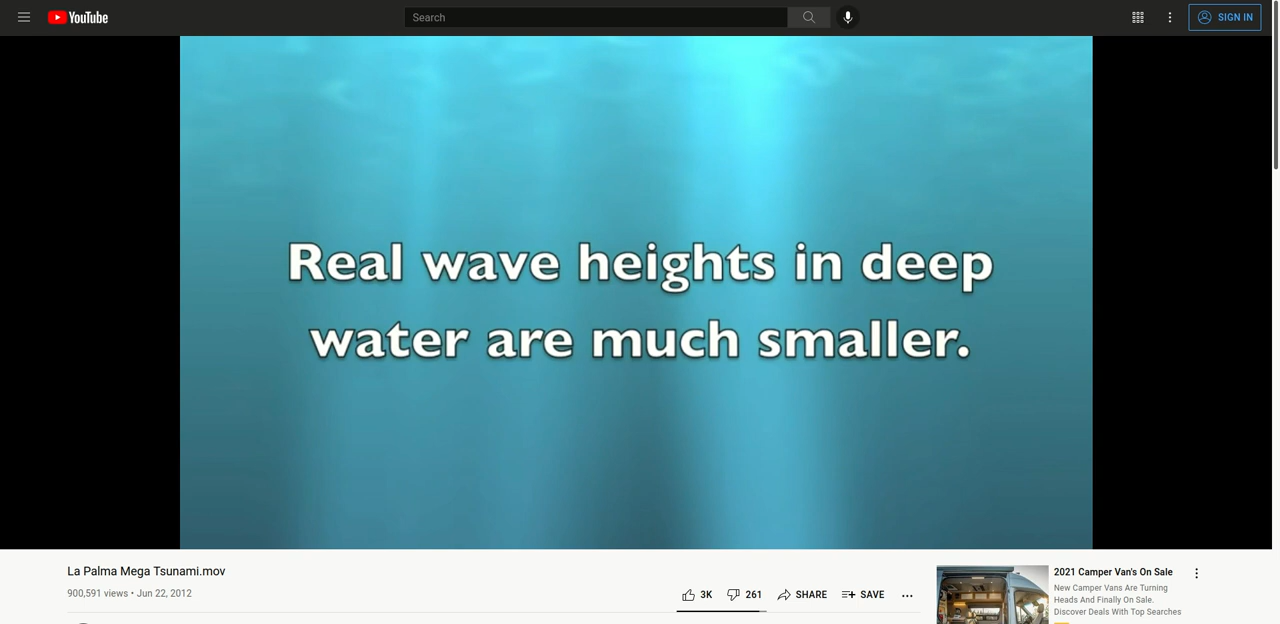 YouTube
Search
SIGN IN
Real wave heights in deep
water are much smaller.
La Palma Mega Tsunami.mov
900,591 views • Jun 22, 2012
3K
261
SHARE
SAVE
2021 Camper Van's On Sale
New Camper Vans Are Turning
Heads And Finally On Sale.
Discover Deals With Top Searches